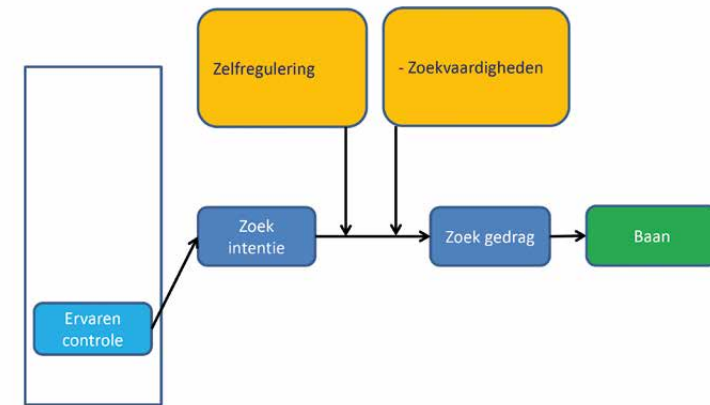 Zelfregulering
- Zoekvaardigheden
Zoek
intentie
Zoek gedrag
Baan
Ervaren
controle